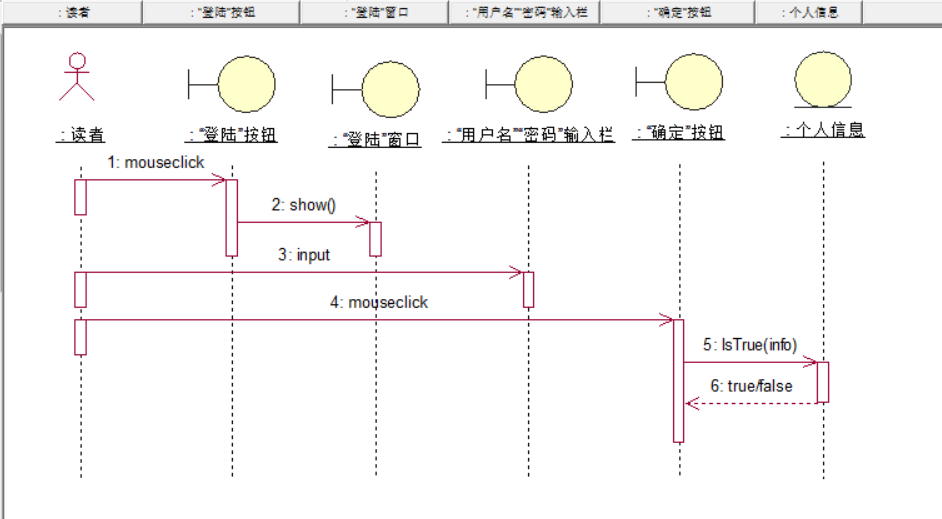 : 读者
: "登陆"按钮
: "登陆"窗口
: "用户名""密码"输入栏
: "确定"按钮
: 个人信息
: 读者
: "登陆"按钮
: "登陆"窗口
: "用户名""密码"输入栏
: "确定"按钮
: 个人信息
1: mouseclick
2: show()
3: input
4: mouseclick
5: IsTrue(info)
6: true/false